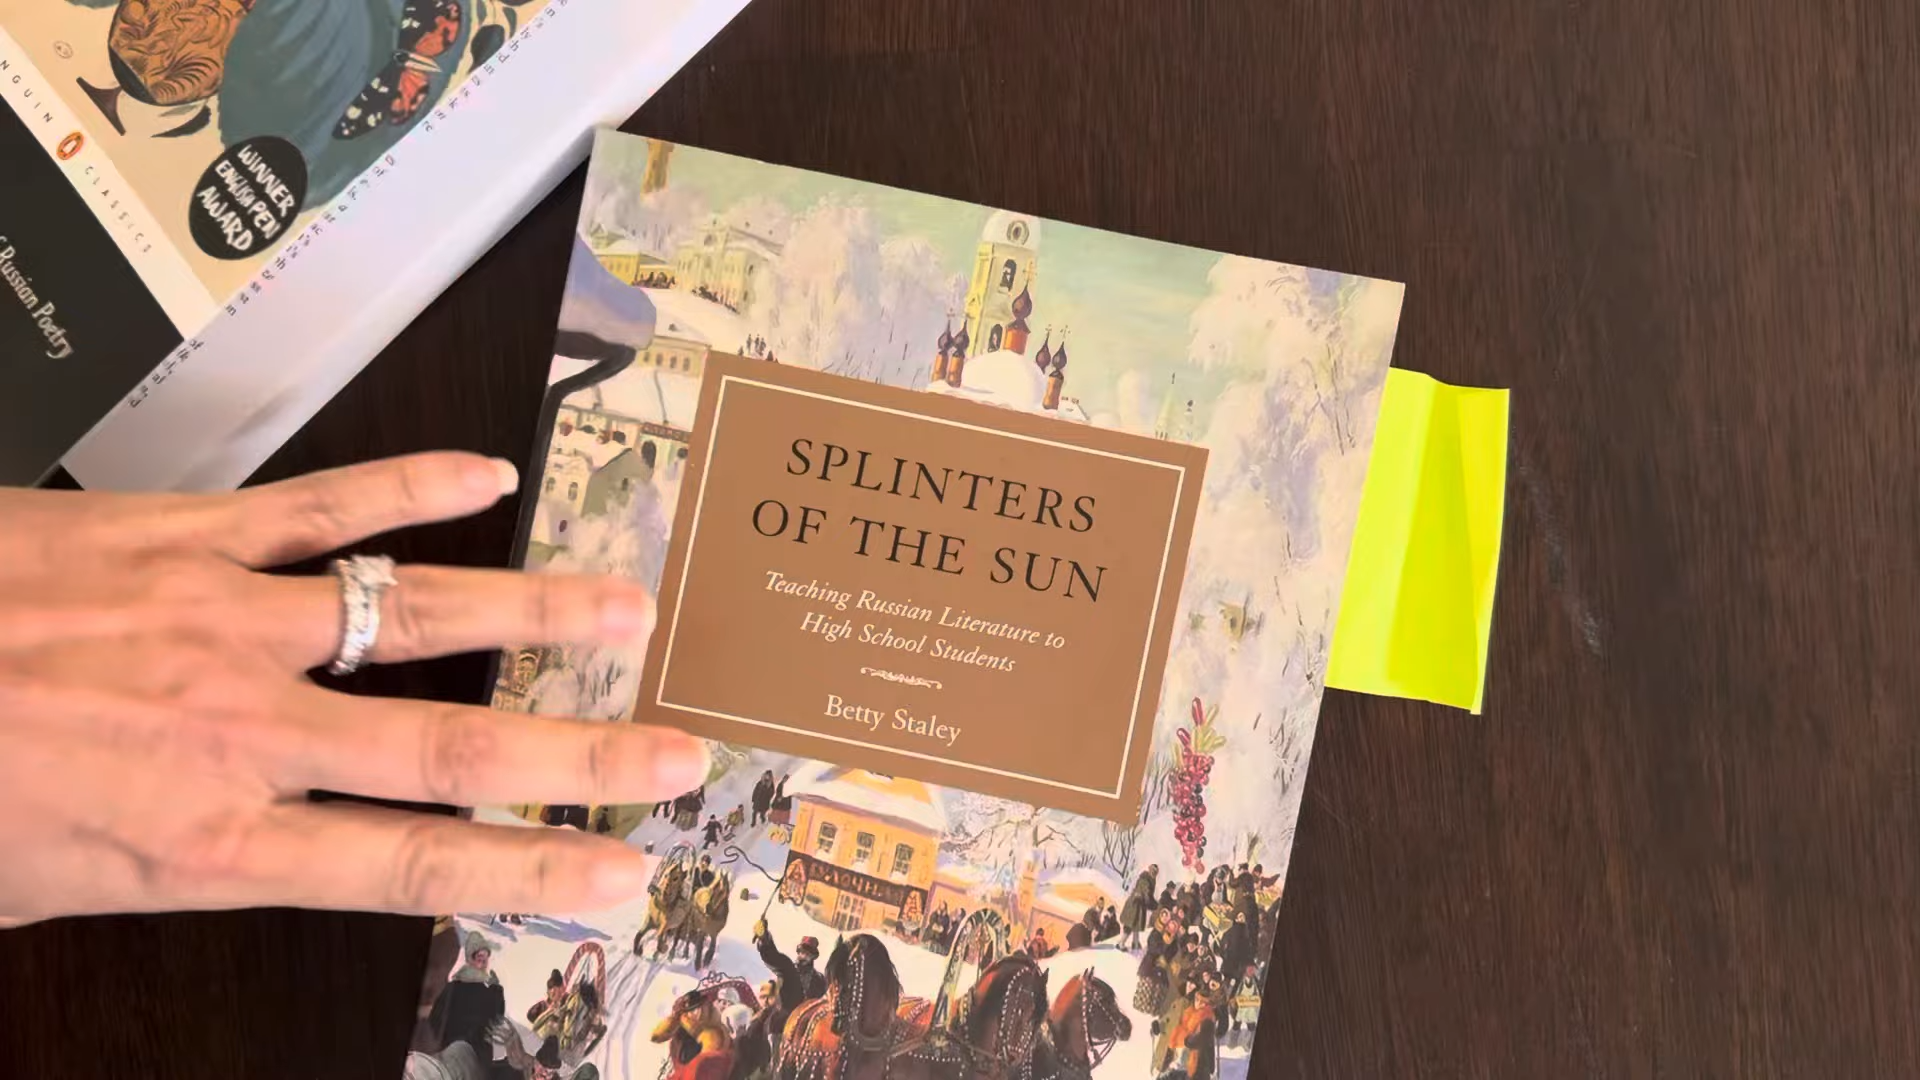 PENGUIN CLASSICS
WINNER
ENGLISH PEN
AWARD
Russian Poetry
SPLINTERS
OF THE SUN
Teaching Russian Literature to
High School Students
Betty Staley